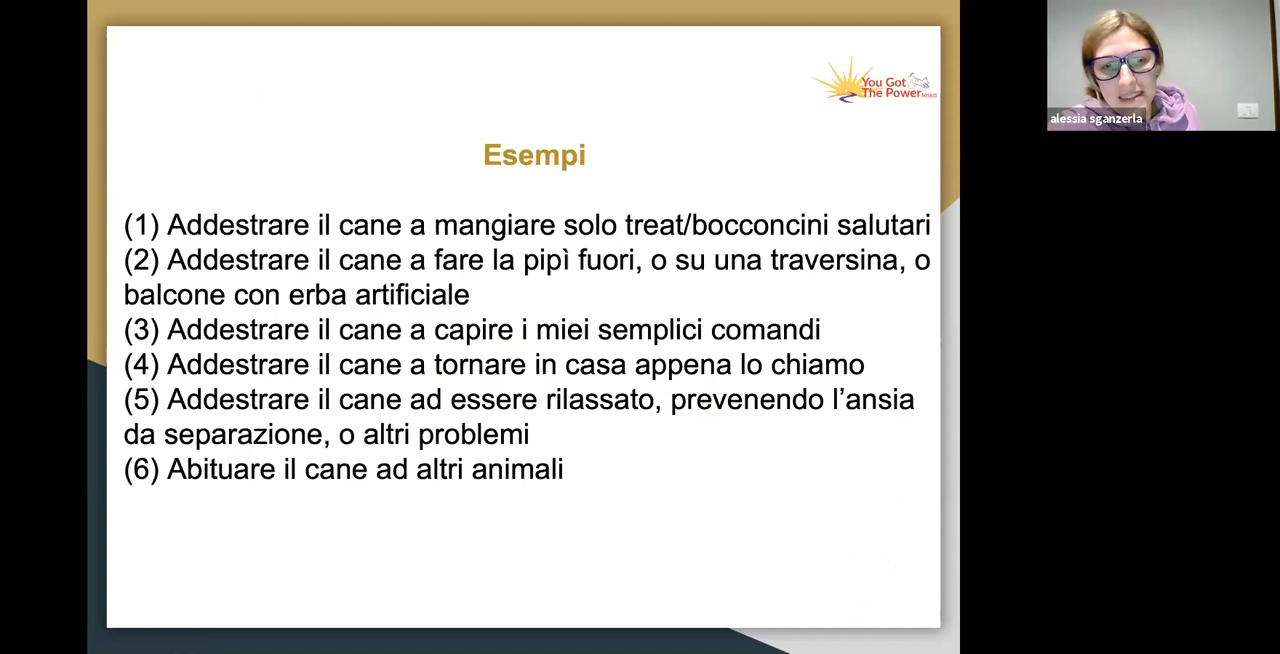 You Got
The Power
Esempi
(1) Addestrare il cane a mangiare solo treat/bocconcini salutari
(2) Addestrare il cane a fare la pipì fuori, o su una traversina, o
balcone con erba artificiale
(3) Addestrare il cane a capire i miei semplici comandi
(4) Addestrare il cane a tornare in casa appena lo chiamo
(5) Addestrare il cane ad essere rilassato, prevenendo l’ansia
da separazione, o altri problemi
(6) Abituare il cane ad altri animali
alessia sganzerla